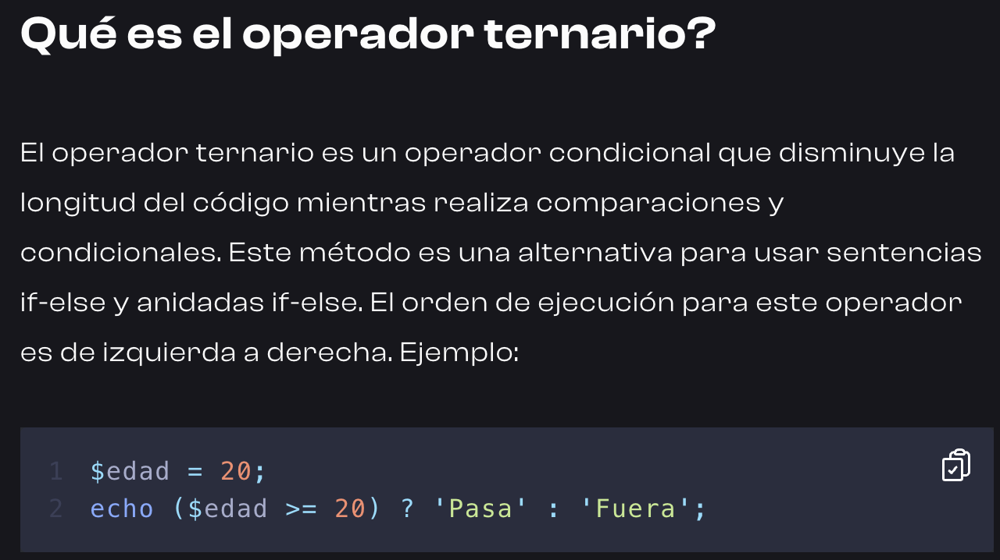 Qué es el operador ternario?
El operador ternario es un operador condicional que disminuye la
longitud del código mientras realiza comparaciones y
condicionales. Este método es una alternativa para usar sentencias
if-else y anidadas if-else. El orden de ejecución para este operador
es de izquierda a derecha. Ejemplo:
1 $edad = 20;
2 echo ($edad >= 20) ? 'Pasa' : 'Fuera';